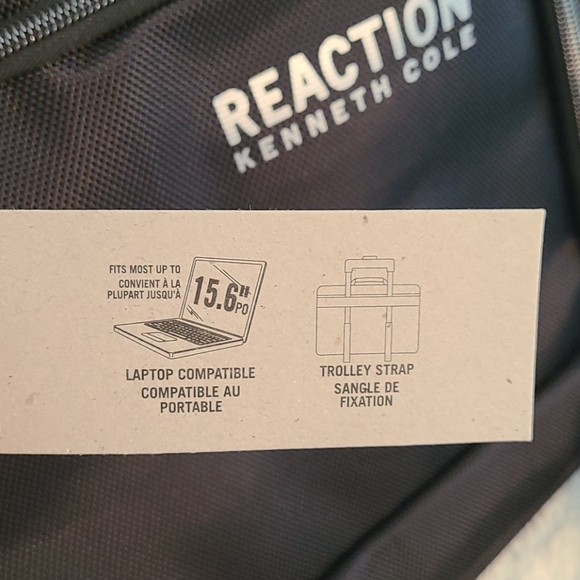 REACTION
KENNETH COLE
FITS MOST UP TO
CONVIENT À LA
PLUPART JUSQU'À
15.6"
PO
LAPTOP COMPATIBLE
COMPATIBLE AU
PORTABLE
TROLLEY STRAP
SANGLE DE
FIXATION